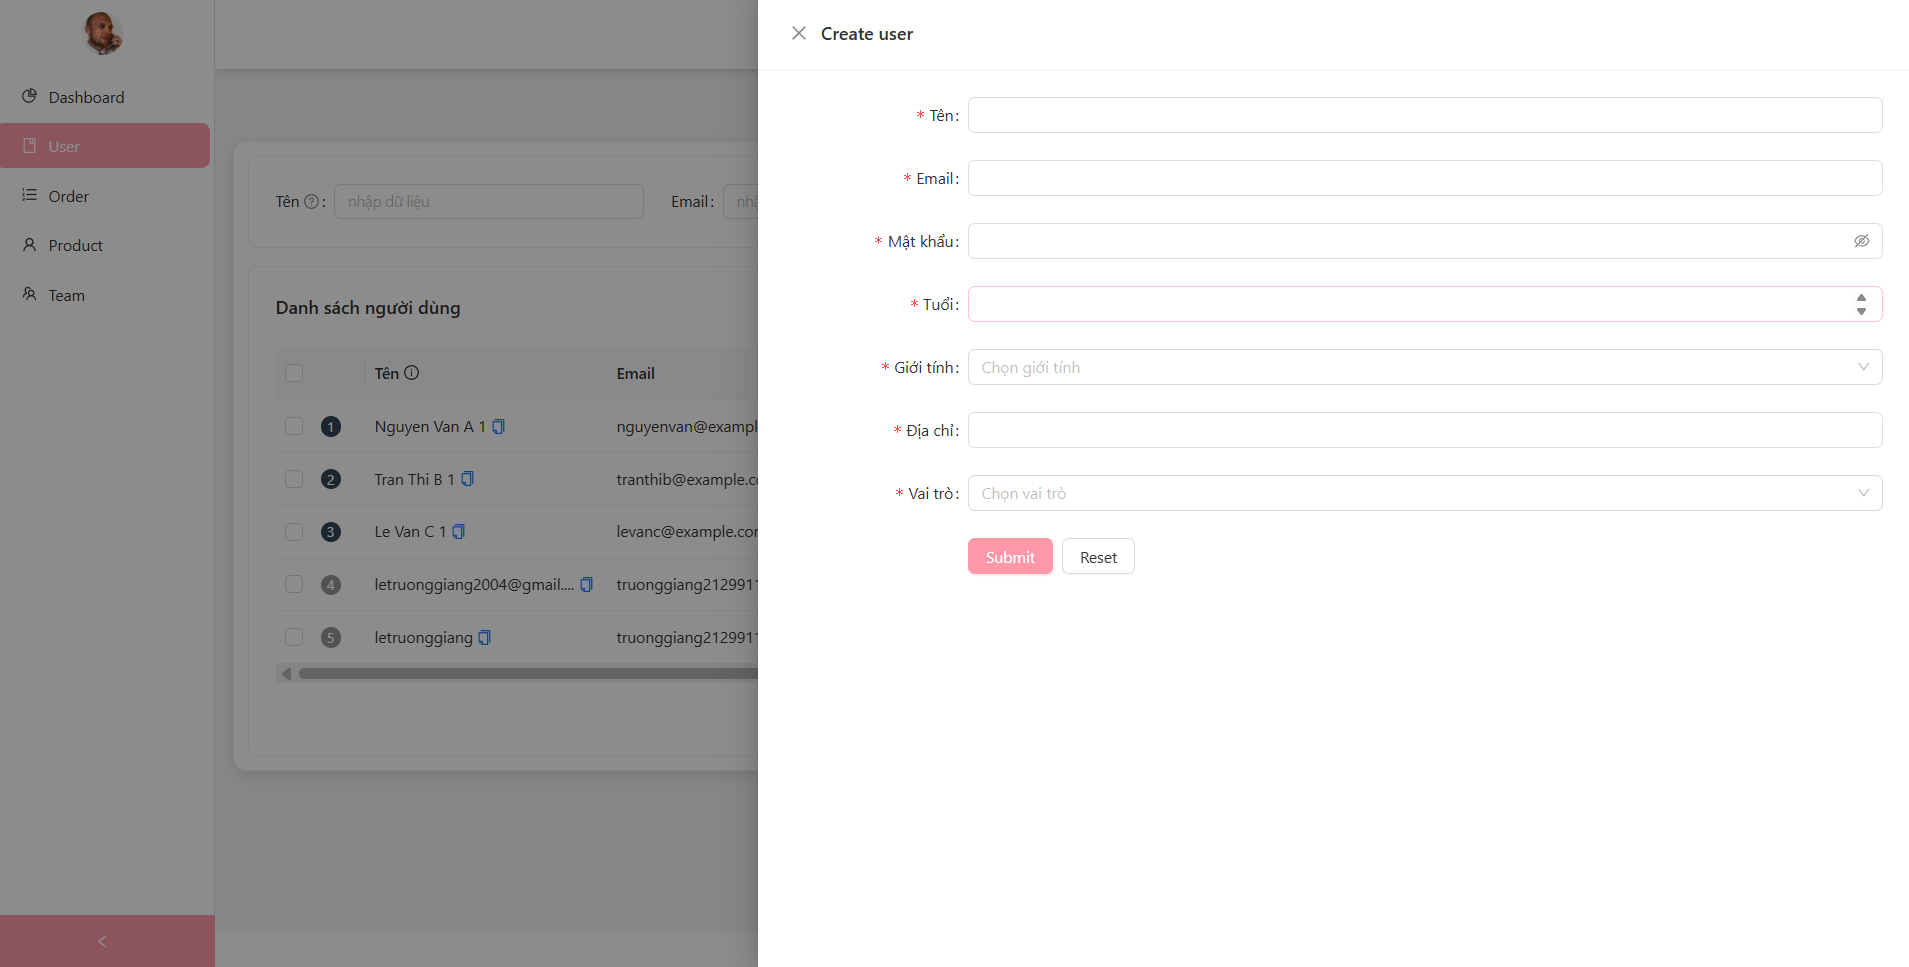 Dashboard
User
Order
Product
Team
Tên : nhập dữ liệu Email :
Danh sách người dùng
Tên Email
1 Nguyen Van A 1 nguyenvan@exampl
2 Tran Thi B 1 tranthib@example.c
3 Le Van C 1 levanc@example.cor
4 letruonggiang2004@gmail.... truonggiang212991
5 letruonggiang truonggiang212991
Create user
* Tên :
* Email :
* Mật khẩu :
* Tuổi :
* Giới tính : Chọn giới tính
* Địa chỉ :
* Vai trò : Chọn vai trò
Submit Reset